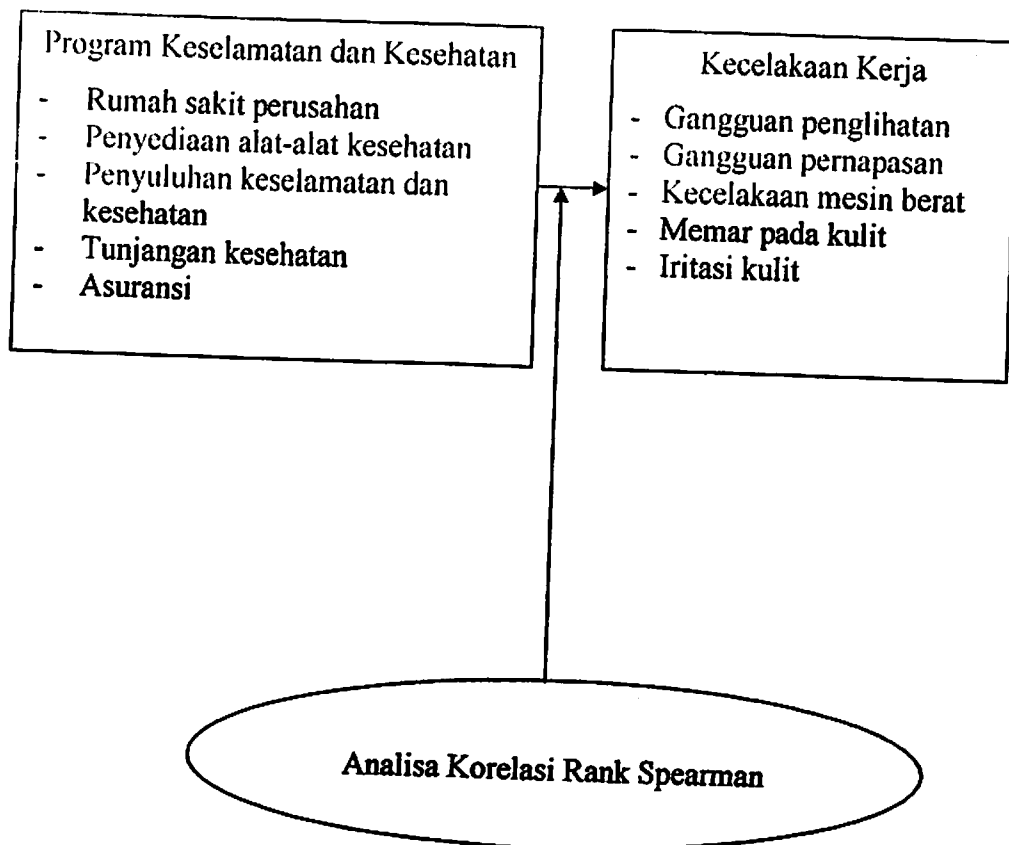 Program Keselamatan dan Kesehatan
- Rumah sakit perusahan
- Penyediaan alat-alat kesehatan
- Penyuluhan keselamatan dan
kesehatan
- Tunjangan kesehatan
- Asuransi
Kecelakaan Kerja
- Gangguan penglihatan
- Gangguan pernapasan
- Kecelakaan mesin berat
- Memar pada kulit
- Iritasi kulit
Analisa Korelasi Rank Spearman